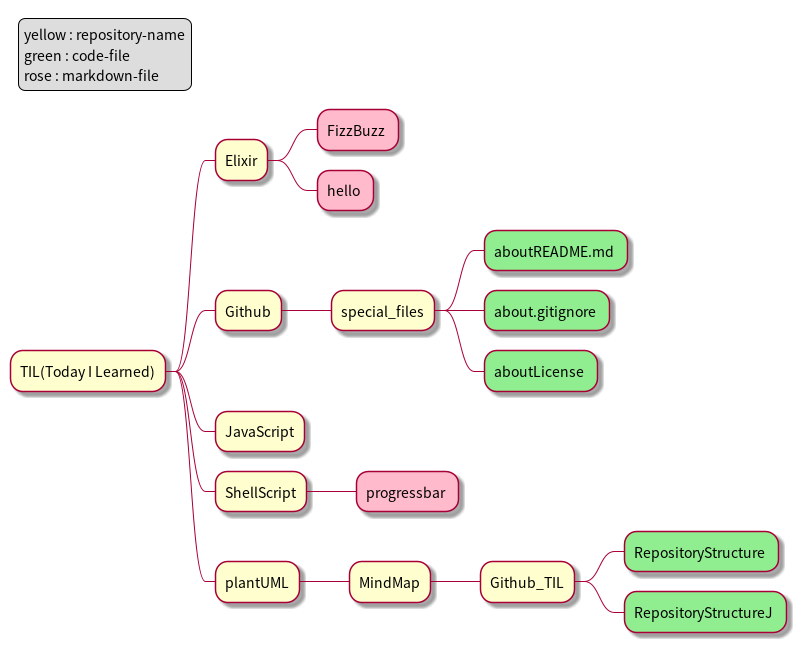 yellow : repository-name
green : code-file
rose : markdown-file
FizzBuzz
Elixir
hello
aboutREADME.md
Github
special_files
about.gitignore
aboutLicense
TIL(Today I Learned)
JavaScript
ShellScript
progressbar
RepositoryStructure
plantUML
MindMap
Github_TIL
RepositoryStructureJ